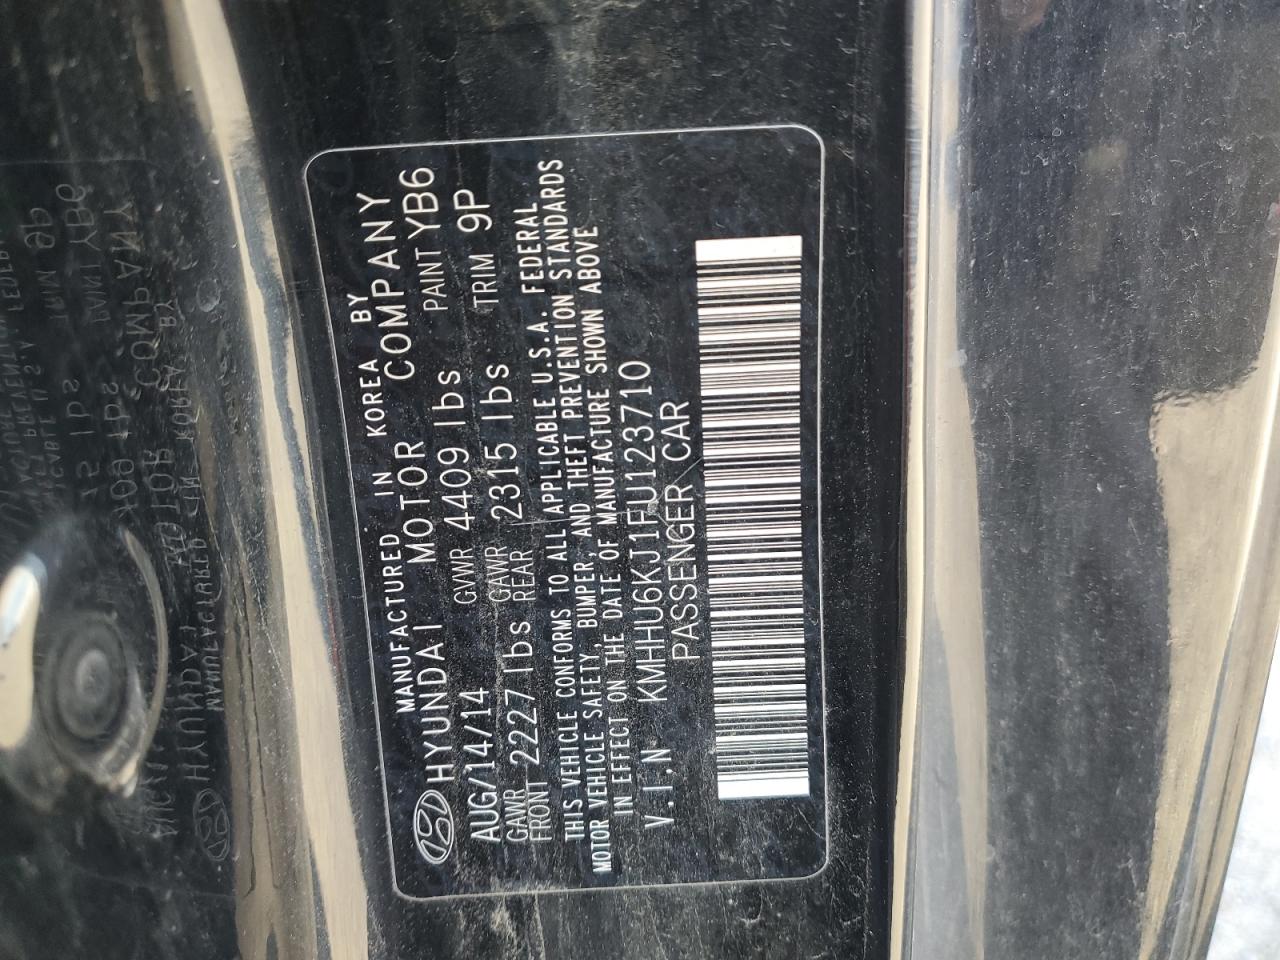 MANUFACTURED IN KOREA BY
HYUNDAI MOTOR COMPANY
AUG/14/14 GVWR 4409 lbs PAINT YB6
GAWR FRONT 2227 lbs GAWR REAR 2315 lbs TRIM 9P
THIS VEHICLE CONFORMS TO ALL APPLICABLE U.S.A. FEDERAL
MOTOR VEHICLE SAFETY, BUMPER, AND THEFT PREVENTION STANDARDS
IN EFFECT ON THE DATE OF MANUFACTURE SHOWN ABOVE
V.I.N KMHHU6KJ1FU123710
PASSENGER CAR